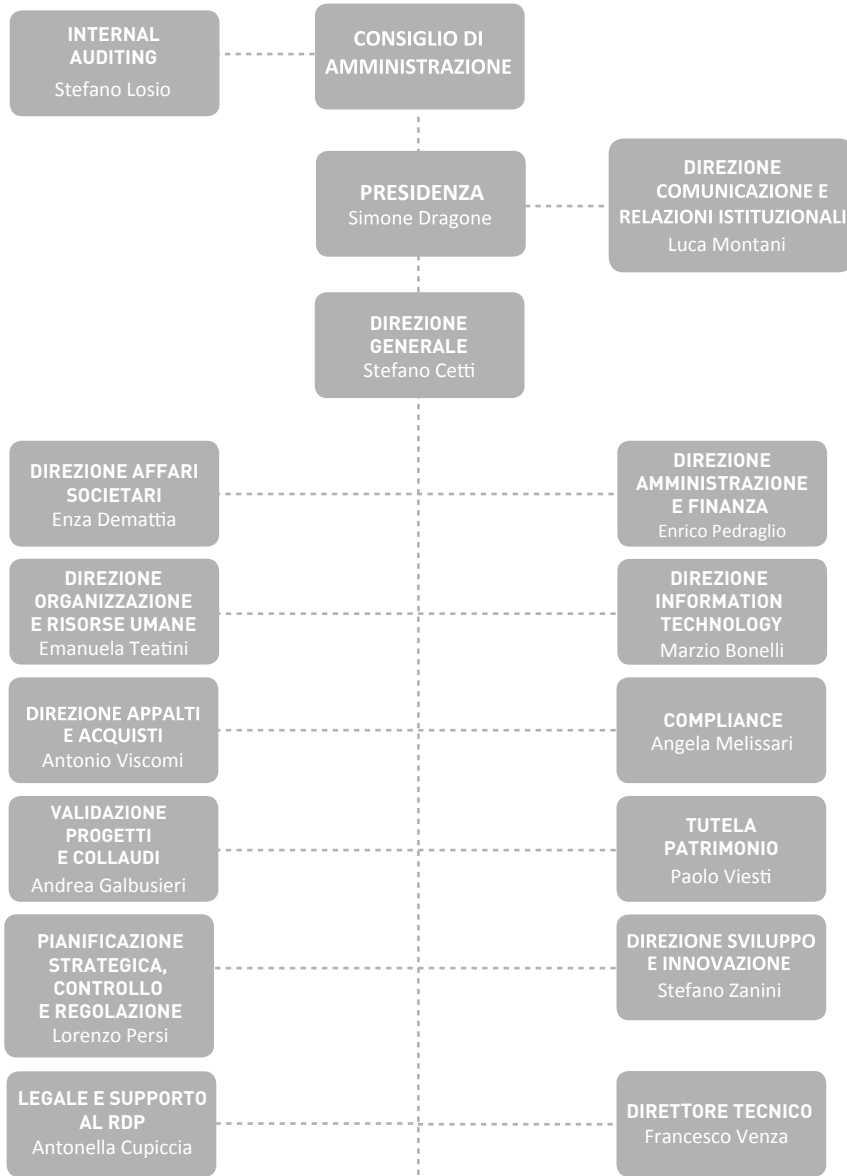 INTERNAL
AUDITING
Stefano Losio
CONSIGLIO DI
AMMINISTRAZIONE
PRESIDENZA
Simone Dragone
DIREZIONE
COMUNICAZIONE E
RELAZIONI ISTITUZIONALI
Luca Montani
DIREZIONE
GENERALE
Stefano Cetti
DIREZIONE AFFARI
SOCIETARI
Enza Demattia
DIREZIONE
AMMINISTRAZIONE
E FINANZA
Enrico Pedraglio
DIREZIONE
ORGANIZZAZIONE
E RISORSE UMANE
Emanuela Teatini
DIREZIONE
INFORMATION
TECHNOLOGY
Marzio Bonelli
DIREZIONE APPALTI
E ACQUISTI
Antonio Viscomi
COMPLIANCE
Angela Melissari
VALIDAZIONE
PROGETTI
E COLLAUDI
Andrea Galbusieri
TUTELA
PATRIMONIO
Paolo Viesti
PIANIFICAZIONE
STRATEGICA,
CONTROLLO
E REGOLAZIONE
Lorenzo Persi
DIREZIONE SVILUPPO
E INNOVAZIONE
Stefano Zanini
LEGALE E SUPPORTO
AL RDP
Antonella Cupiccia
DIRETTORE TECNICO
Francesco Venza